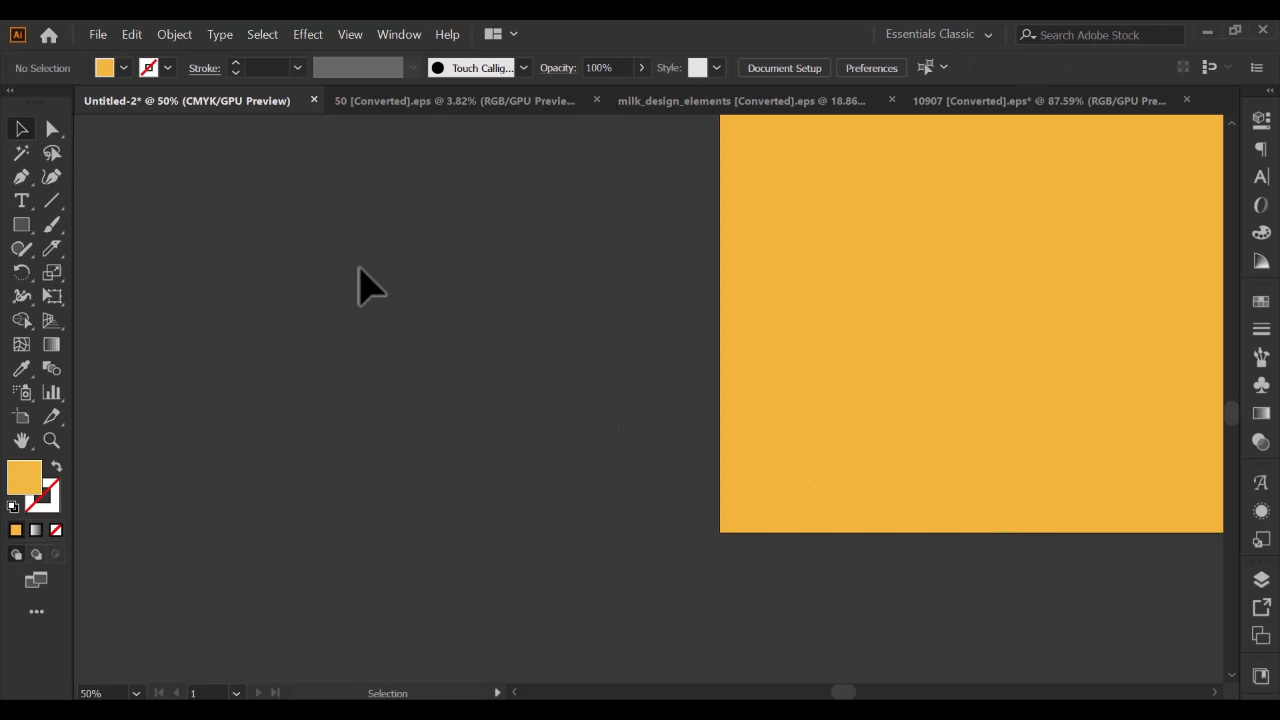 Ai File Edit Object Type Select Effect View Window Help Essentials Classic Search Adobe Stock
No Selection Stroke: Touch Callig... Opacity: 100% Style: Document Setup Preferences
Untitled-2* @ 50% (CMYK/GPU Preview) × 50 [Converted].eps @ 3.82% (RGB/GPU Previe... × milk_design_elements [Converted].eps @ 18.86... × 10907 [Converted].eps* @ 87.59% (RGB/GPU Pre... ×
50% 1 Selection